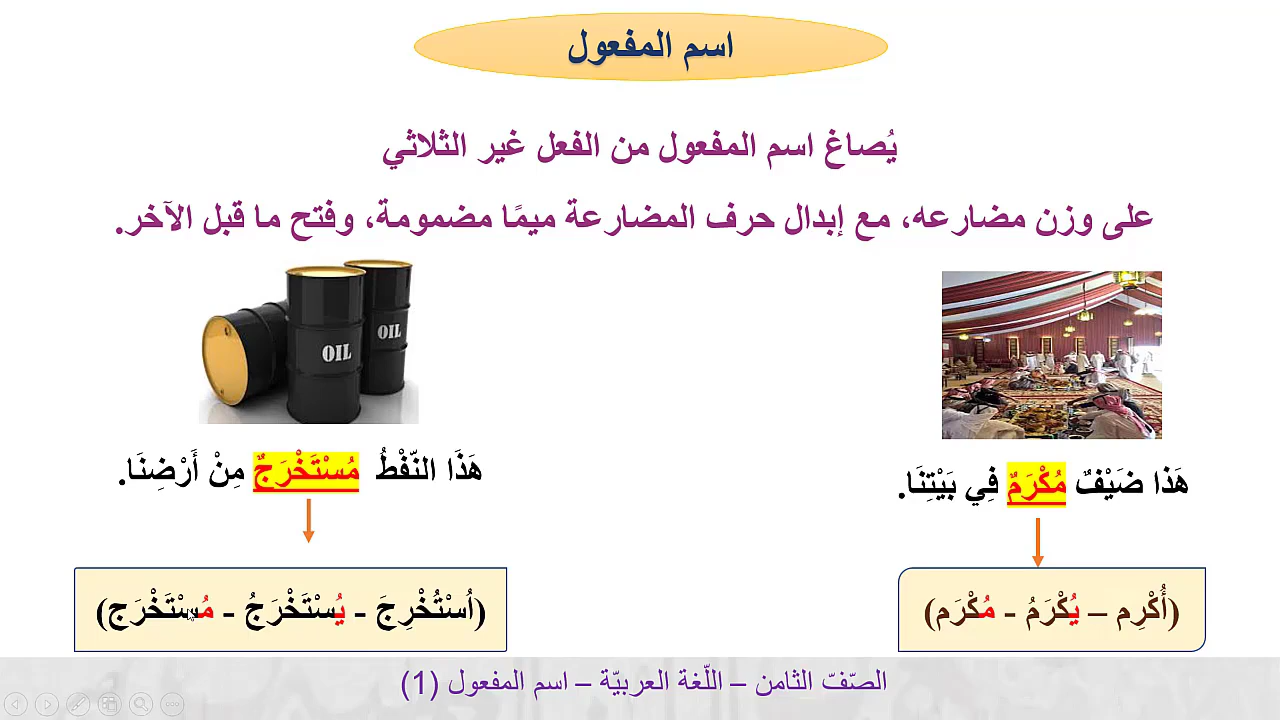 اسم المفعول
يُصاغ اسم المفعول من الفعل غير الثلاثي
على وزن مضارعه، مع إبدال حرف المضارعة ميمًا مضمومة، وفتح ما قبل الآخر.
هَذا ضَيْفٌ مُكْرَمٌ فِي بَيْتِنَا.
(أُكْرِم – يُكْرَمُ - مُكْرَم)
OIL
OIL
هَذَا النّفْطُ مُسْتَخْرَجٌ مِنْ أَرْضِنَا.
(اُسْتُخْرِجَ - يُسْتَخْرَجُ - مُسْتَخْرَج)
الصّفّ الثامن – اللّغة العربيّة – اسم المفعول (1)